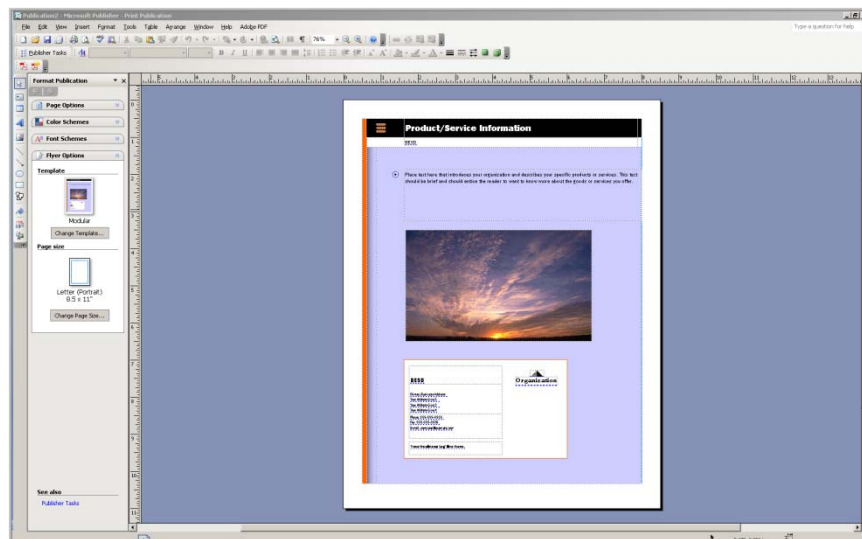 Publication2 - Microsoft Publisher - Print Publication
File Edit View Insert Format Tools Table Arrange Window Help Adobe PDF
Type a question for help
76%
Publisher Tasks
Format Publication
Page Options
Color Schemes
Font Schemes
Flyer Options
Template
Modular
Change Template...
Page size
Letter (Portrait)
8.5 x 11"
Change Page Size...
See also
Publisher Tasks
Product/Service Information
Place text here that introduces your organization and describes your specific products or services. This text
should be brief and should entice the reader to want to know more about the goods or services you offer.
Organization
Your business tag line here.